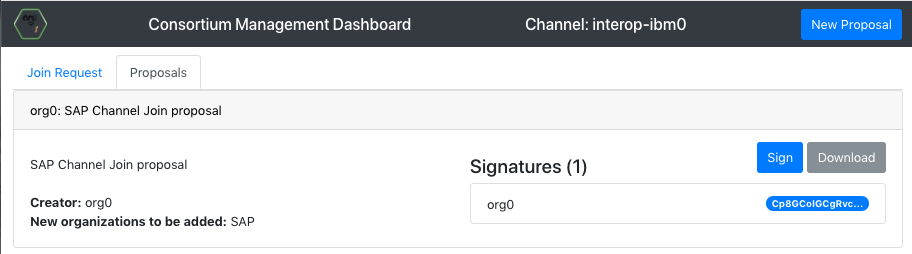 Consortium Management Dashboard
Channel: interop-ibm0
New Proposal
Join Request
Proposals
org0: SAP Channel Join proposal
SAP Channel Join proposal
Creator: org0
New organizations to be added: SAP
Signatures (1)
Sign
Download
org0
Cp8GColGCgRvc...